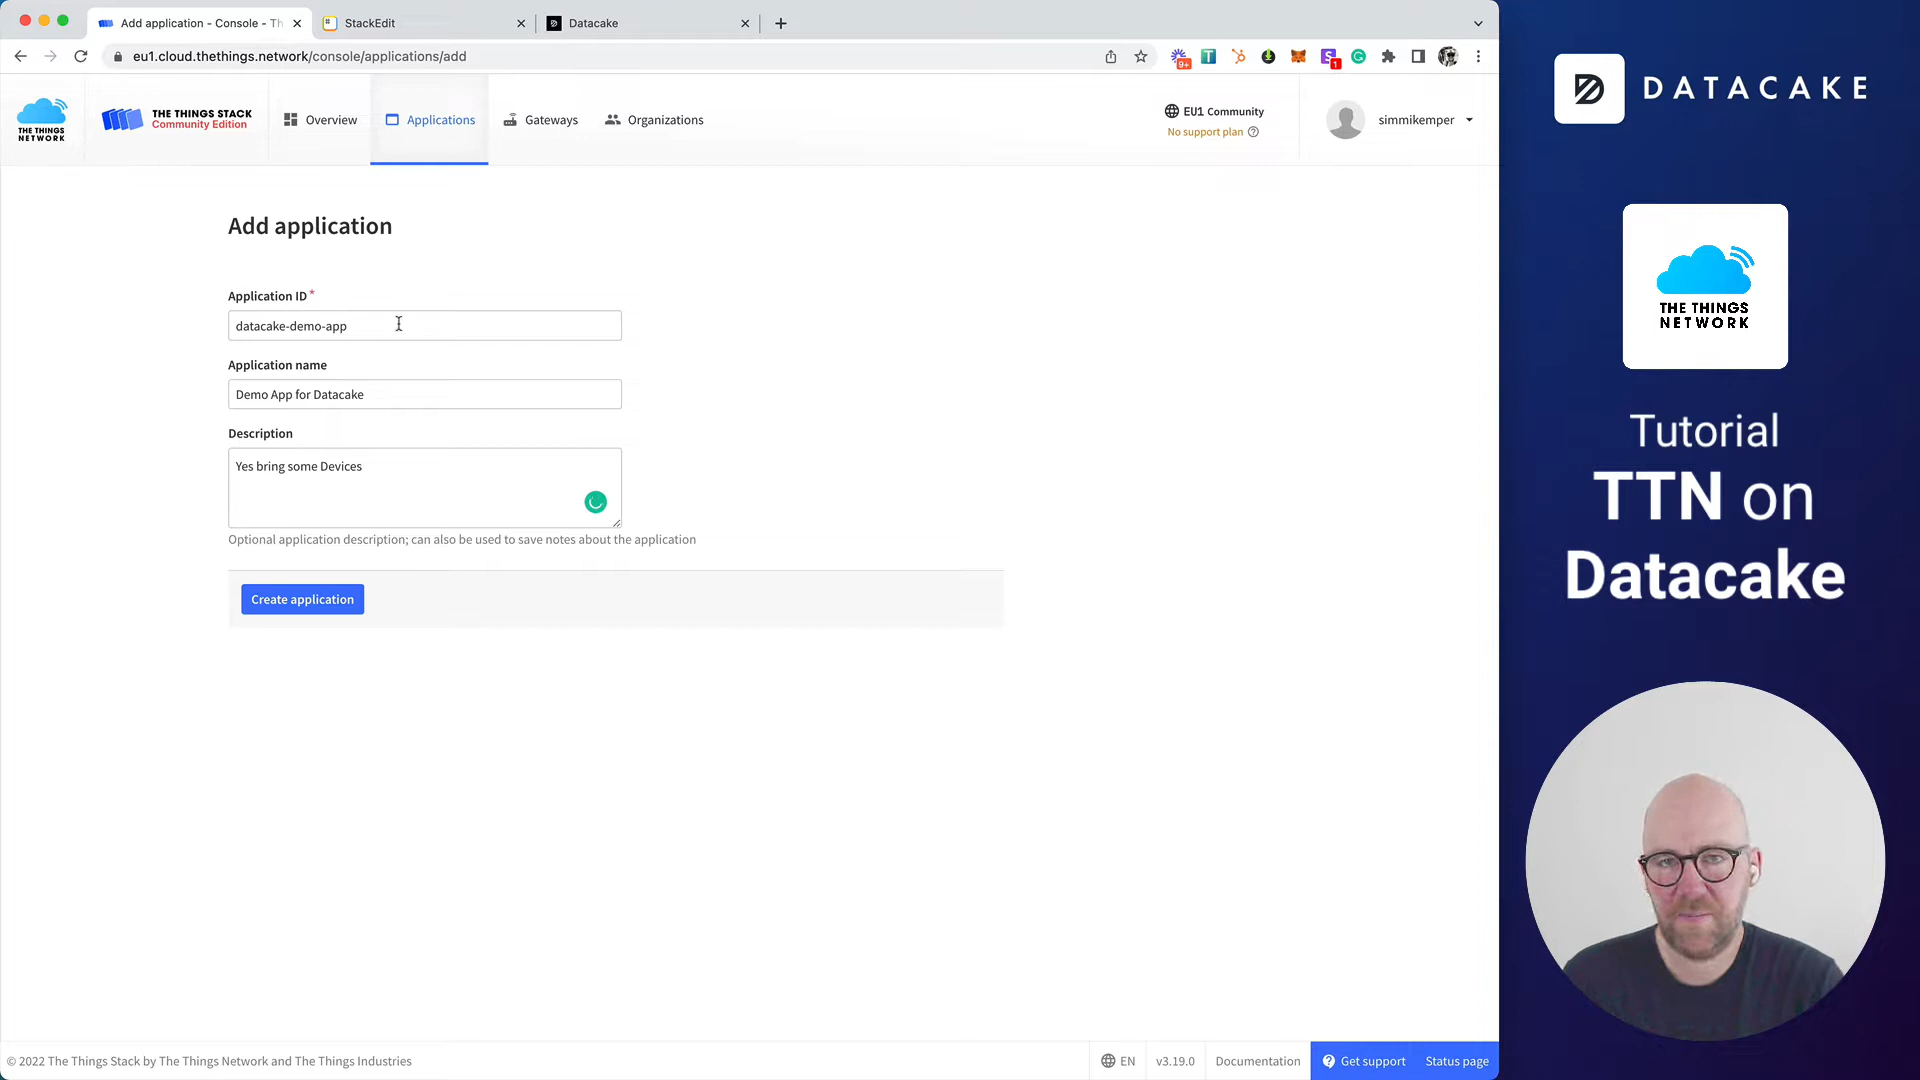 Add application - Console - Th
StackEdit
Datacake
eu1.cloud.thethings.network/console/applications/add
9+
1
THE THINGS
NETWORK
THE THINGS STACK
Community Edition
Overview
Applications
Gateways
Organizations
EU1 Community
No support plan
simmikemper
Add application
Application ID *
datacake-demo-app
Application name
Demo App for Datacake
Description
Yes bring some Devices
Optional application description; can also be used to save notes about the application
Create application
© 2022 The Things Stack by The Things Network and The Things Industries
EN
v3.19.0
Documentation
Get support
Status page
DATACAKE
THE THINGS
NETWORK
Tutorial
TTN on
Datacake